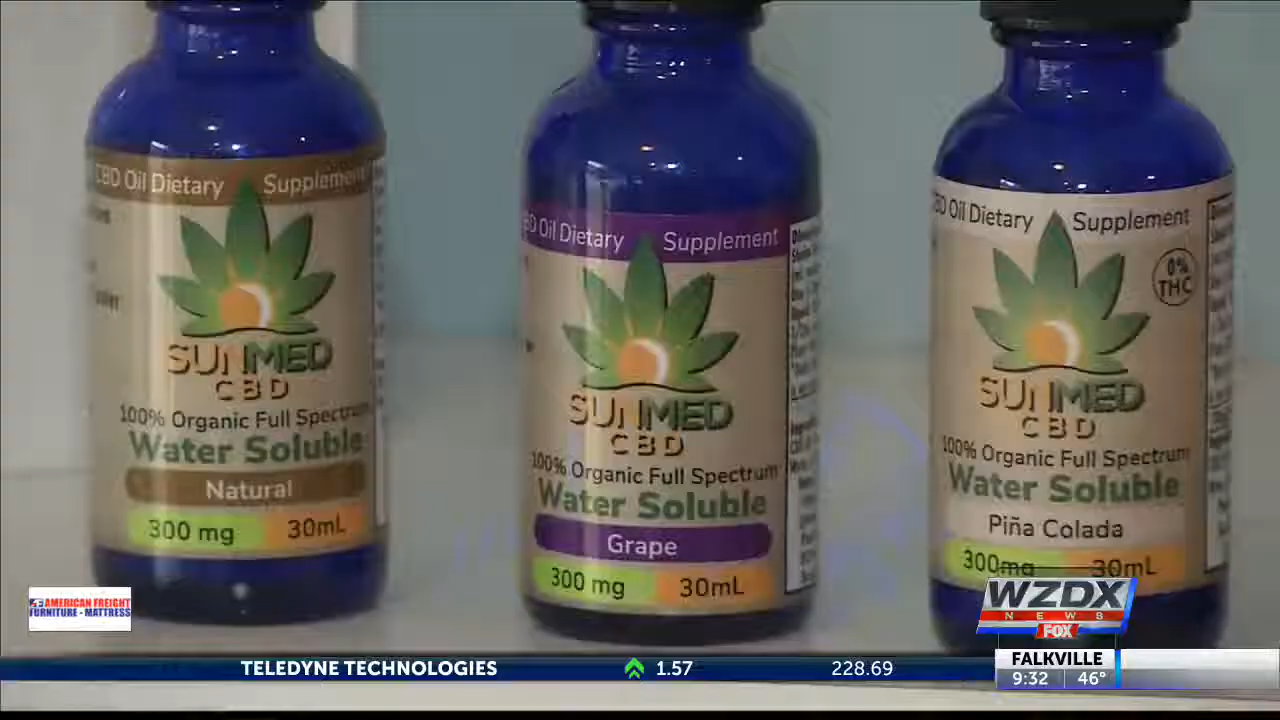 CBD Oil Dietary Supplement
SUNMED
CBD
100% Organic Full Spectrum
Water Soluble
Natural
300 mg 30mL
BD Oil Dietary Supplement
SUNMED
CBD
100% Organic Full Spectrum
Water Soluble
Grape
300 mg 30mL
BD Oil Dietary Supplement
0%
THC
SUNMED
CBD
100% Organic Full Spectrum
Water Soluble
Piña Colada
300mg 30mL
AMERICAN FREIGHT
FURNITURE - MATTRESS
WZDX
NEWS
FOX
TELEDYNE TECHNOLOGIES 1.57 228.69
FALKVILLE
9:32 46°